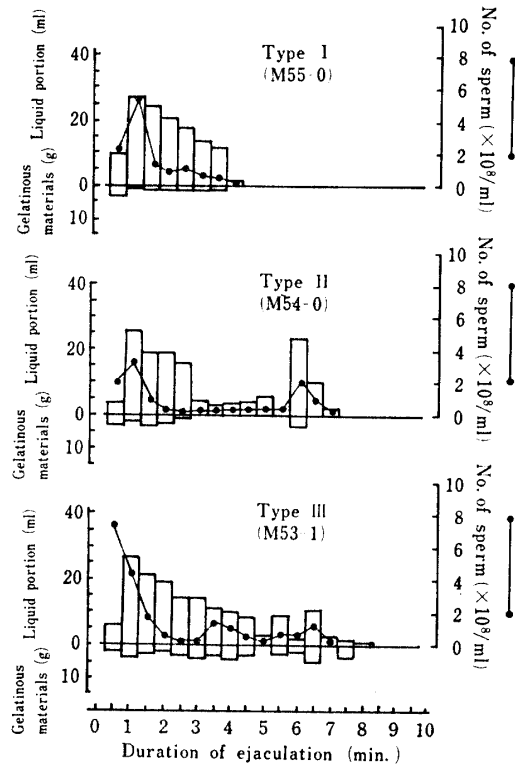 Type I
(M55-0)
Liquid portion (ml)
Gelatinous
materials (g)
40
20
0
10
10
8
6
4
2
0
No. of sperm (×10⁸/ml)
Type II
(M54-0)
Liquid portion (ml)
Gelatinous
materials (g)
40
20
0
10
10
8
6
4
2
0
No. of sperm (×10⁸/ml)
Type III
(M53-1)
Liquid portion (ml)
Gelatinous
materials (g)
40
20
0
10
10
8
6
4
2
0
No. of sperm (×10⁸/ml)
0 1 2 3 4 5 6 7 8 9 10
Duration of ejaculation (min.)